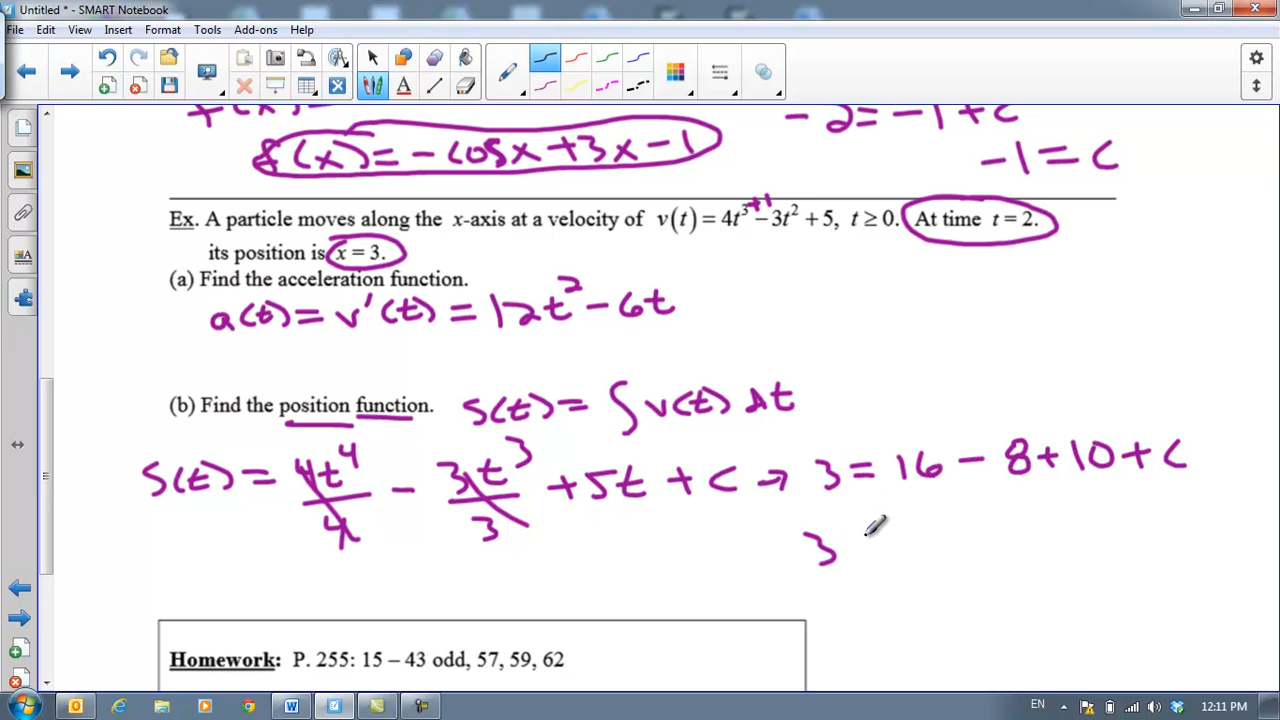 Untitled * - SMART Notebook
File Edit View Insert Format Tools Add-ons Help
- 2 = - 1 + C
f(x) = - cosx + 3x - 1
- 1 = C
Ex. A particle moves along the x-axis at a velocity of v(t) = 4t³ − 3t² + 5, t ≥ 0. At time t = 2.
+1
its position is x = 3.
(a) Find the acceleration function.
a(t) = v'(t) = 12t² - 6t
(b) Find the position function. S(t) = ∫ v(t) dt
S(t) = 4t⁴/4 - 3t³/3 + 5t + C → 3 = 16 - 8 + 10 + C
3
Homework: P. 255: 15 – 43 odd, 57, 59, 62
EN 12:11 PM